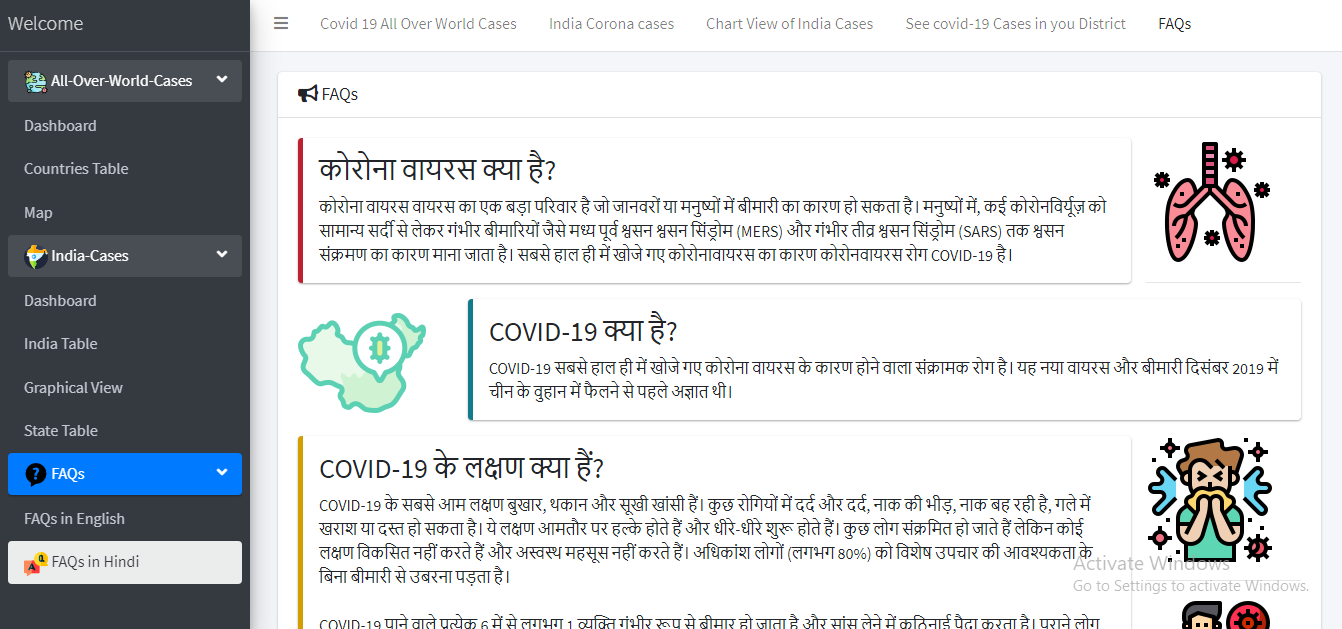 Welcome
All-Over-World-Cases
Dashboard
Countries Table
Map
India-Cases
Dashboard
India Table
Graphical View
State Table
FAQs
FAQs in English
FAQs in Hindi
Covid 19 All Over World Cases
India Corona cases
Chart View of India Cases
See covid-19 Cases in you District
FAQs
FAQs
कोरोना वायरस क्या है?
कोरोना वायरस वायरस का एक बड़ा परिवार है जो जानवरों या मनुष्यों में बीमारी का कारण हो सकता है। मनुष्यों में, कई कोरोनविर्यूज़ को
सामान्य सर्दी से लेकर गंभीर बीमारियों जैसे मध्य पूर्व श्वसन श्वसन सिंड्रोम (MERS) और गंभीर तीव्र श्वसन सिंड्रोम (SARS) तक श्वसन
संक्रमण का कारण माना जाता है। सबसे हाल ही में खोजे गए कोरोनावायरस का कारण कोरोनवायरस रोग COVID-19 है।
COVID-19 क्या है?
COVID-19 सबसे हाल ही में खोजे गए कोरोना वायरस के कारण होने वाला संक्रामक रोग है। यह नया वायरस और बीमारी दिसंबर 2019 में
चीन के वुहान में फैलने से पहले अज्ञात थी।
COVID-19 के लक्षण क्या हैं?
COVID-19 के सबसे आम लक्षण बुखार, थकान और सूखी खांसी हैं। कुछ रोगियों में दर्द और दर्द, नाक की भीड़, नाक बह रही है, गले में
खराश या दस्त हो सकता है। ये लक्षण आमतौर पर हल्के होते हैं और धीरे-धीरे शुरू होते हैं। कुछ लोग संक्रमित हो जाते हैं लेकिन कोई
लक्षण विकसित नहीं करते हैं और अस्वस्थ महसूस नहीं करते हैं। अधिकांश लोगों (लगभग 80%) को विशेष उपचार की आवश्यकता के
बिना बीमारी से उबरना पड़ता है।
COVID-19 पाने वाले प्रत्येक 6 में से लगभग 1 व्यक्ति गंभीर रूप से बीमार हो जाता है और सांस लेने में कठिनाई पैदा करता है। पुराने लोग
Activate Windows
Go to Settings to activate Windows.